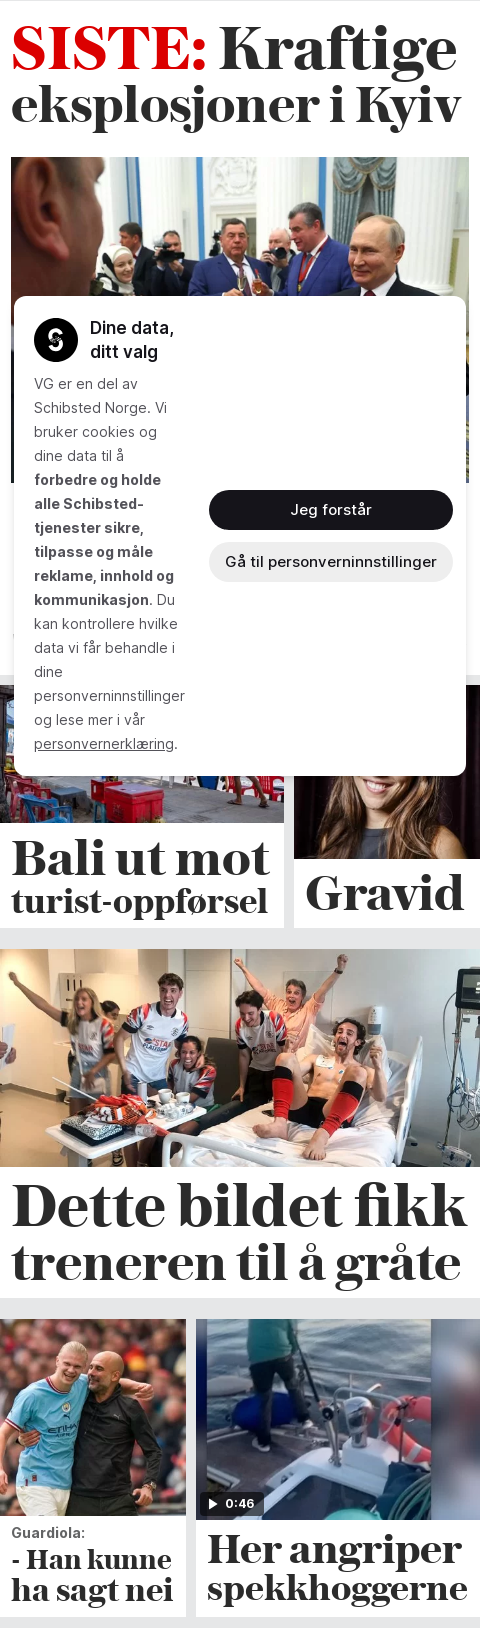 SISTE: Kraftige
eksplosjoner i Kyiv
Dine data,
ditt valg
VG er en del av
Schibsted Norge. Vi
bruker cookies og
dine data til å
forbedre og holde
alle Schibsted-
tjenester sikre,
tilpasse og måle
reklame, innhold og
kommunikasjon. Du
kan kontrollere hvilke
data vi får behandle i
dine
personverninnstillinger
og lese mer i vår
personvernerklæring.
Jeg forstår
Gå til personverninnstillinger
Bali ut mot
turist-oppførsel
Gravid
Dette bildet fikk
treneren til å gråte
Guardiola:
- Han kunne
ha sagt nei
0:46
Her angriper
spekkhoggerne